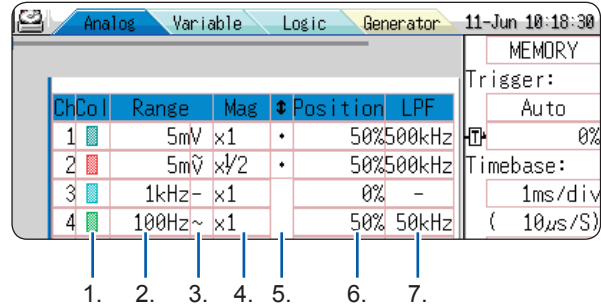 Analog Variable Logic Generator 11-Jun 10:18:30
MEMORY
Trigger:
Ch Col Range Mag ↕ Position LPF Auto
1 5mV x1 • 50% 500kHz T 0%
2 5mṼ x1/2 • 50% 500kHz Timebase:
3 1kHz – x1 0% – 1ms/div
4 100Hz ~ x1 50% 50kHz ( 10µs/S)
1. 2. 3. 4. 5. 6. 7.